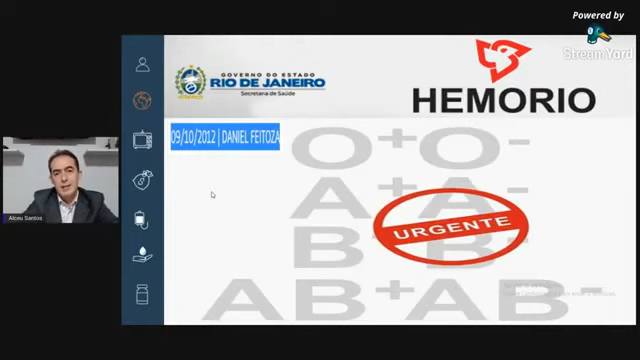 Powered by
StreamYard
GOVERNO DO ESTADO
RIO DE JANEIRO
Secretaria de Saúde
HEMORIO
09/10/2012 | DANIEL FEITOZA
O+ O-
A+ A-
URGENTE
B+ B-
AB+ AB-
Alceu Santos